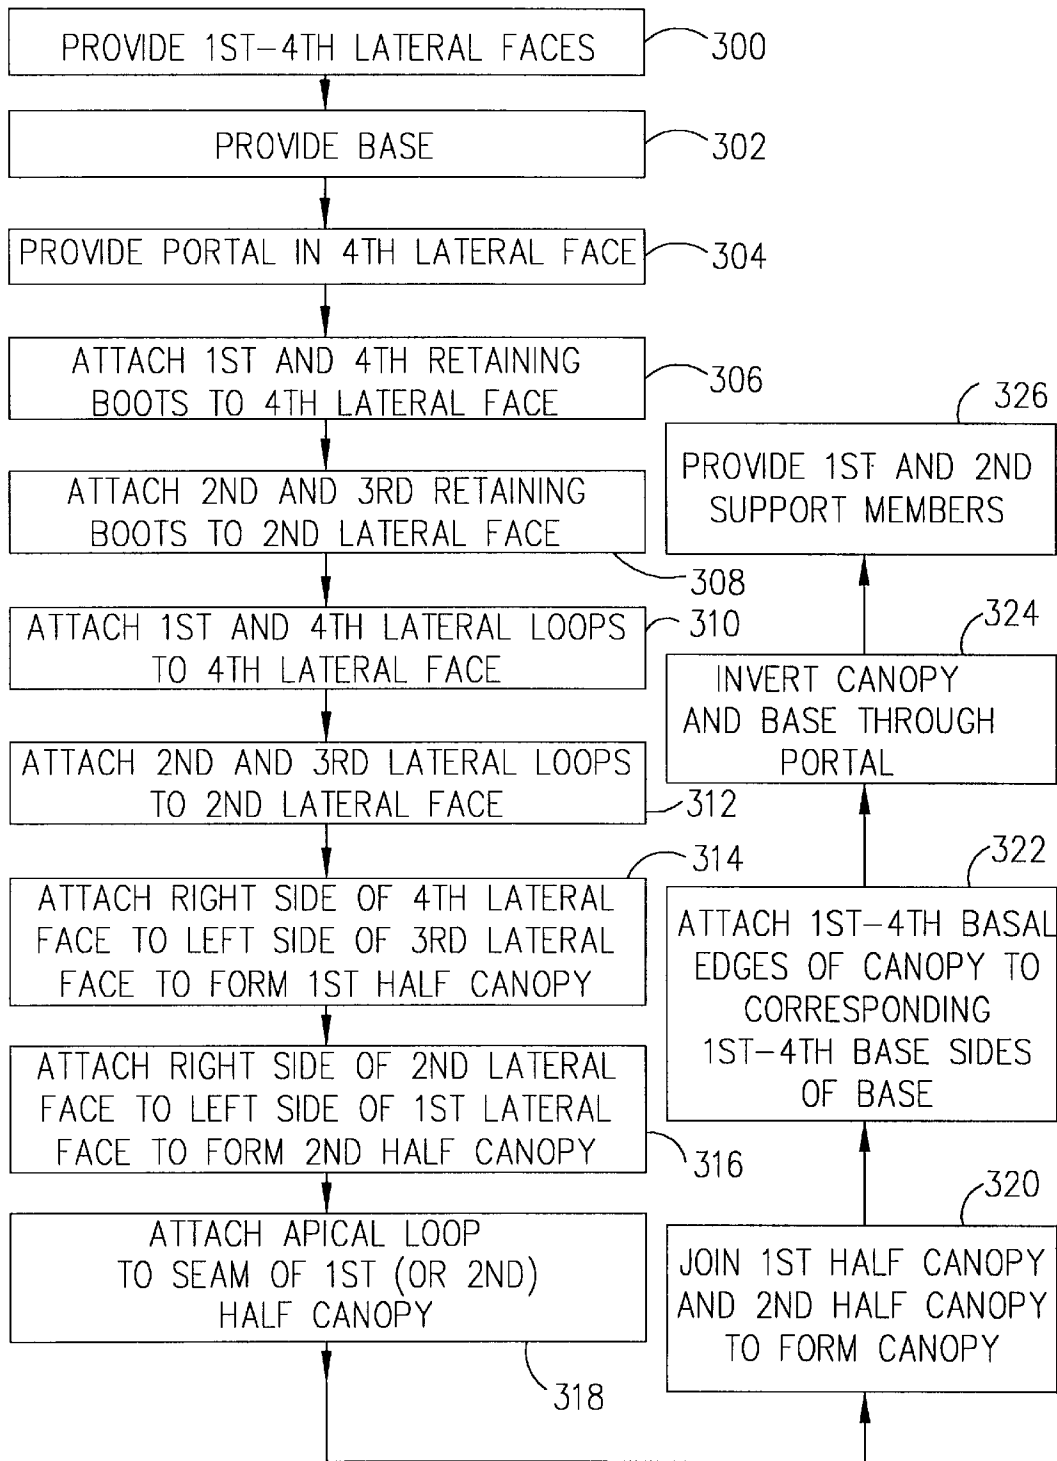 PROVIDE 1ST-4TH LATERAL FACES
300
PROVIDE BASE
302
PROVIDE PORTAL IN 4TH LATERAL FACE
304
ATTACH 1ST AND 4TH RETAINING
BOOTS TO 4TH LATERAL FACE
306
ATTACH 2ND AND 3RD RETAINING
BOOTS TO 2ND LATERAL FACE
308
ATTACH 1ST AND 4TH LATERAL LOOPS
TO 4TH LATERAL FACE
310
ATTACH 2ND AND 3RD LATERAL LOOPS
TO 2ND LATERAL FACE
312
ATTACH RIGHT SIDE OF 4TH LATERAL
FACE TO LEFT SIDE OF 3RD LATERAL
FACE TO FORM 1ST HALF CANOPY
314
ATTACH RIGHT SIDE OF 2ND LATERAL
FACE TO LEFT SIDE OF 1ST LATERAL
FACE TO FORM 2ND HALF CANOPY
316
ATTACH APICAL LOOP
TO SEAM OF 1ST (OR 2ND)
HALF CANOPY
318
320
JOIN 1ST HALF CANOPY
AND 2ND HALF CANOPY
TO FORM CANOPY
322
ATTACH 1ST-4TH BASAL
EDGES OF CANOPY TO
CORRESPONDING
1ST-4TH BASE SIDES
OF BASE
324
INVERT CANOPY
AND BASE THROUGH
PORTAL
326
PROVIDE 1ST AND 2ND
SUPPORT MEMBERS